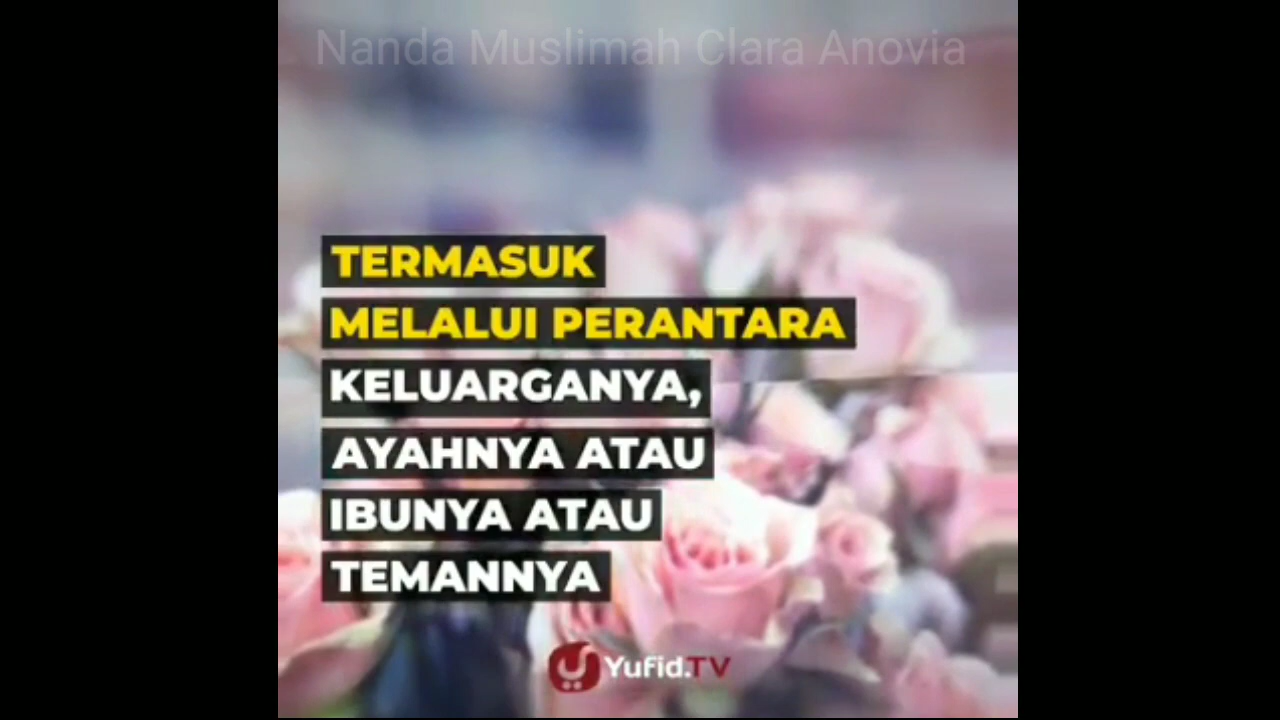 Nanda Muslimah Clara Anovia
TERMASUK
MELALUI PERANTARA
KELUARGANYA,
AYAHNYA ATAU
IBUNYA ATAU
TEMANNYA
Yufid.TV